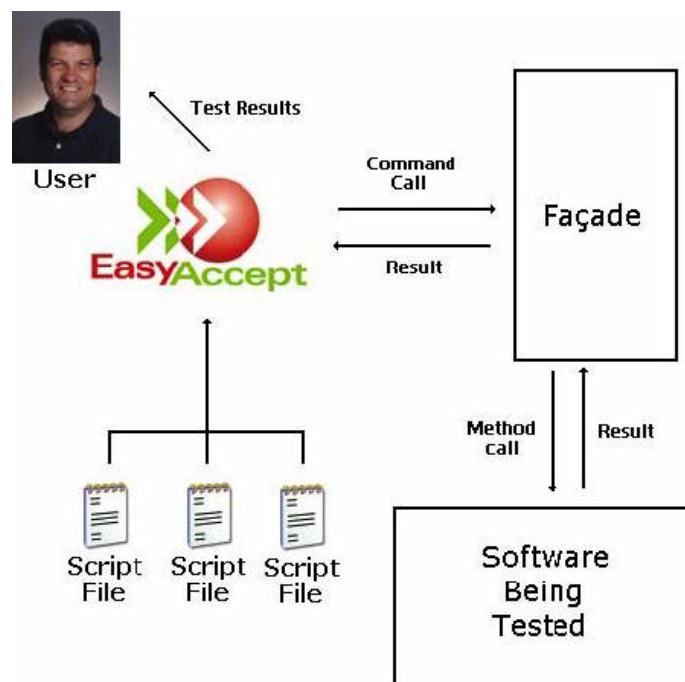 Test Results
User
Command
Call
EasyAccept
Façade
Result
Method
call
Result
Script
File
Script
File
Script
File
Software
Being
Tested